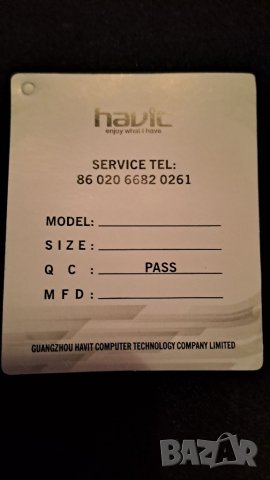 havit
enjoy what I have
SERVICE TEL:
86 020 6682 0261
MODEL:
SIZE:
QC: PASS
MFD:
GUANGZHOU HAVIT COMPUTER TECHNOLOGY COMPANY LIMITED
BAZAR